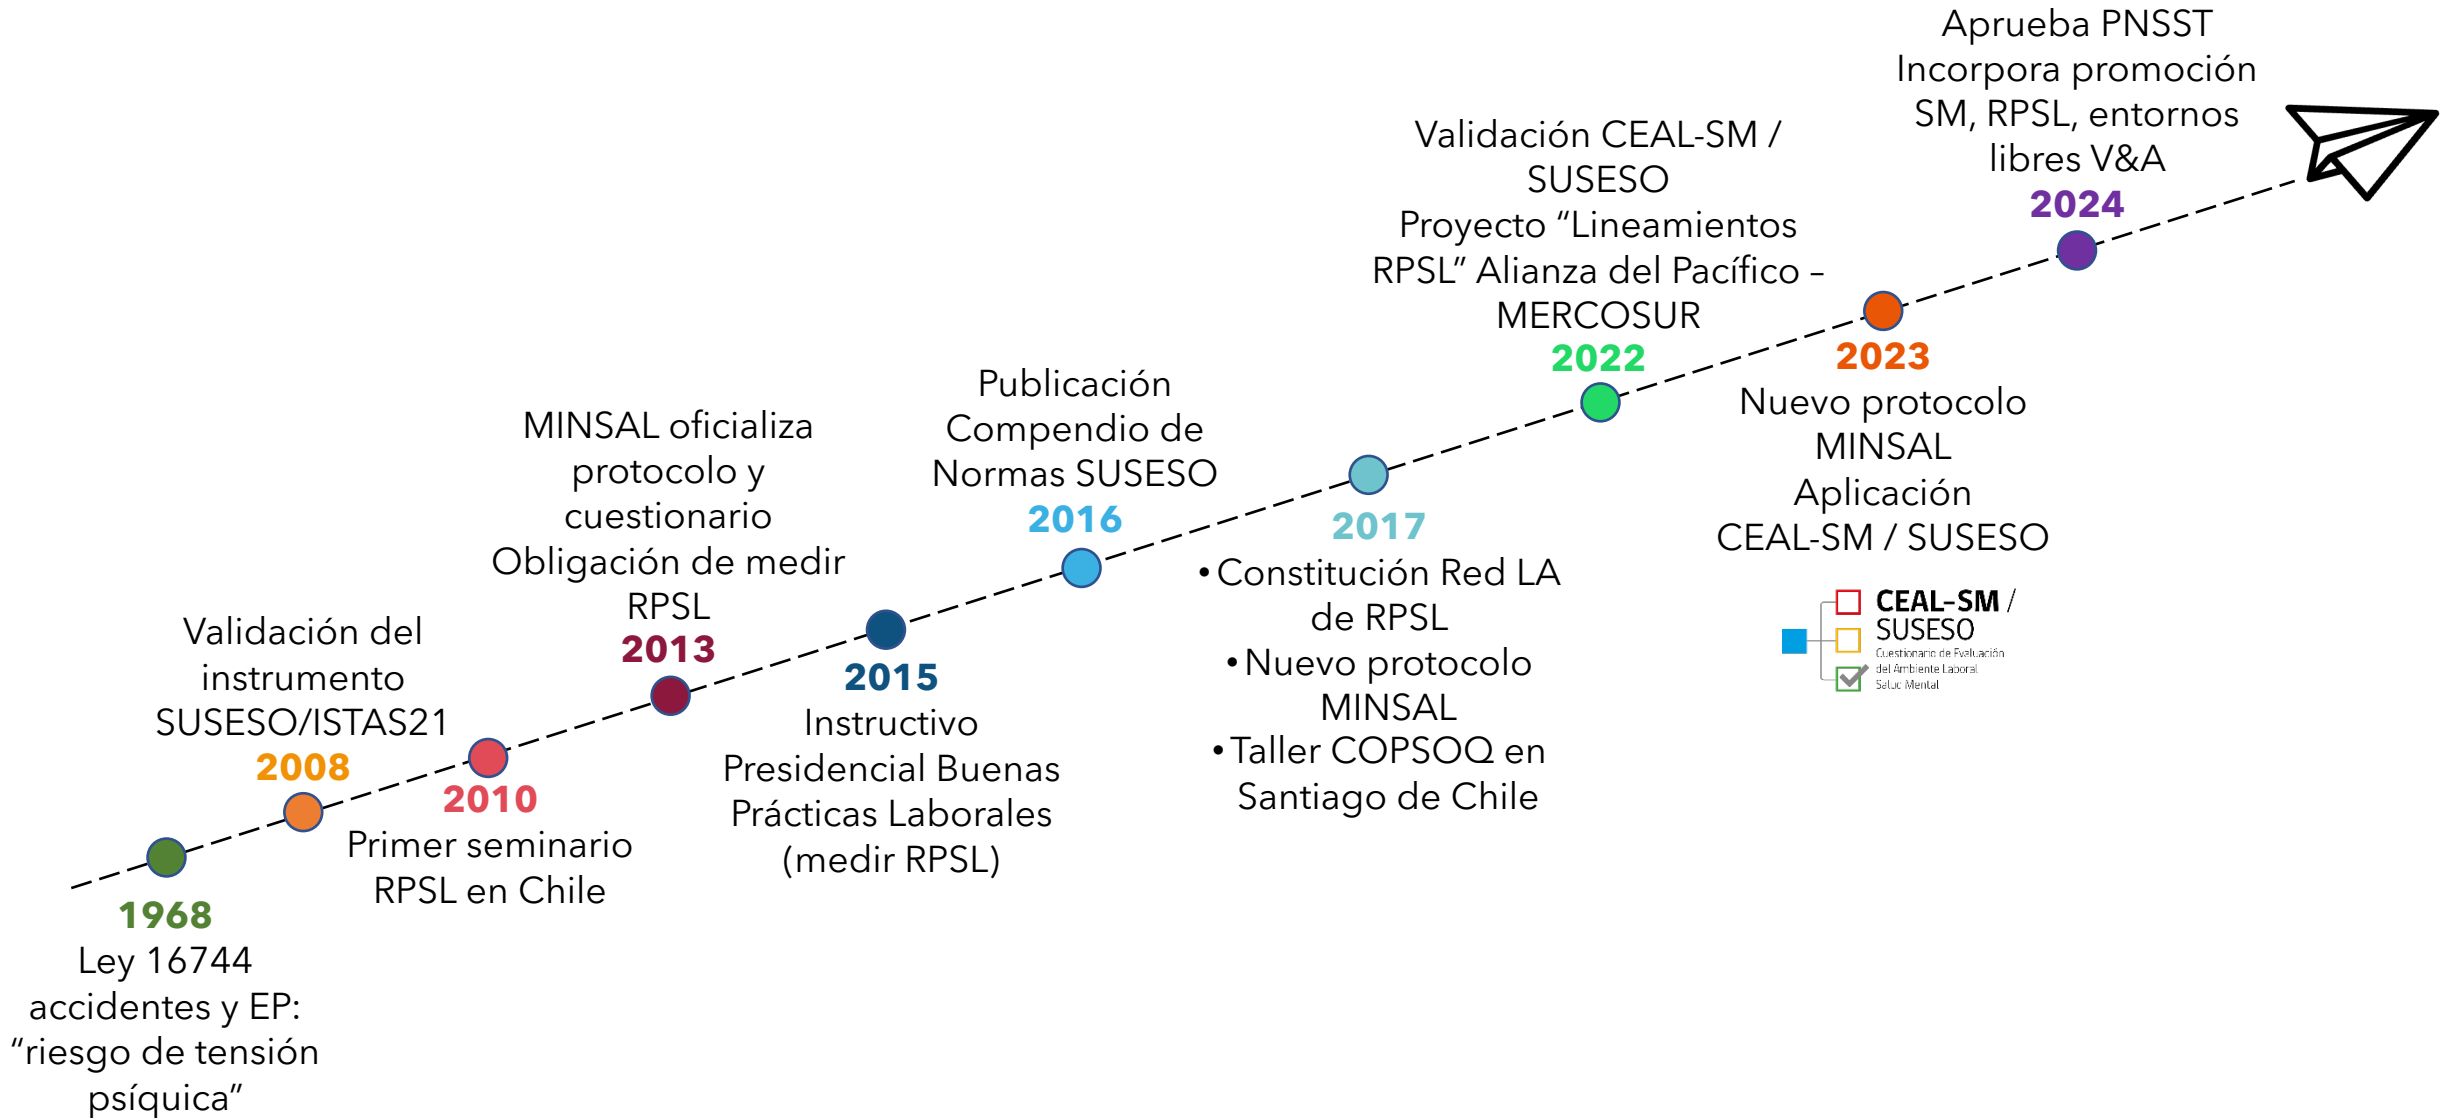 Ley 16744
accidentes y EP:
“riesgo de tensión
psíquica”
1968
Validación del
instrumento
SUSESO/ISTAS21
2008
2010
Primer seminario
RPSL en Chile
MINSAL oficializa
protocolo y
cuestionario
Obligación de medir
RPSL
2013
2015
Instructivo
Presidencial Buenas
Prácticas Laborales
(medir RPSL)
Publicación
Compendio de
Normas SUSESO
2016
2017
•Constitución Red LA
de RPSL
•Nuevo protocolo
MINSAL
•Taller COPSOQ en
Santiago de Chile
Validación CEAL-SM /
SUSESO
Proyecto “Lineamientos
RPSL” Alianza del Pacífico –
MERCOSUR
2022
2023
Nuevo protocolo
MINSAL
Aplicación
CEAL-SM / SUSESO
CEAL-SM /
SUSESO
Cuestionario de Evaluación
del Ambiente Laboral
Salud Mental
Aprueba PNSST
Incorpora promoción
SM, RPSL, entornos
libres V&A
2024